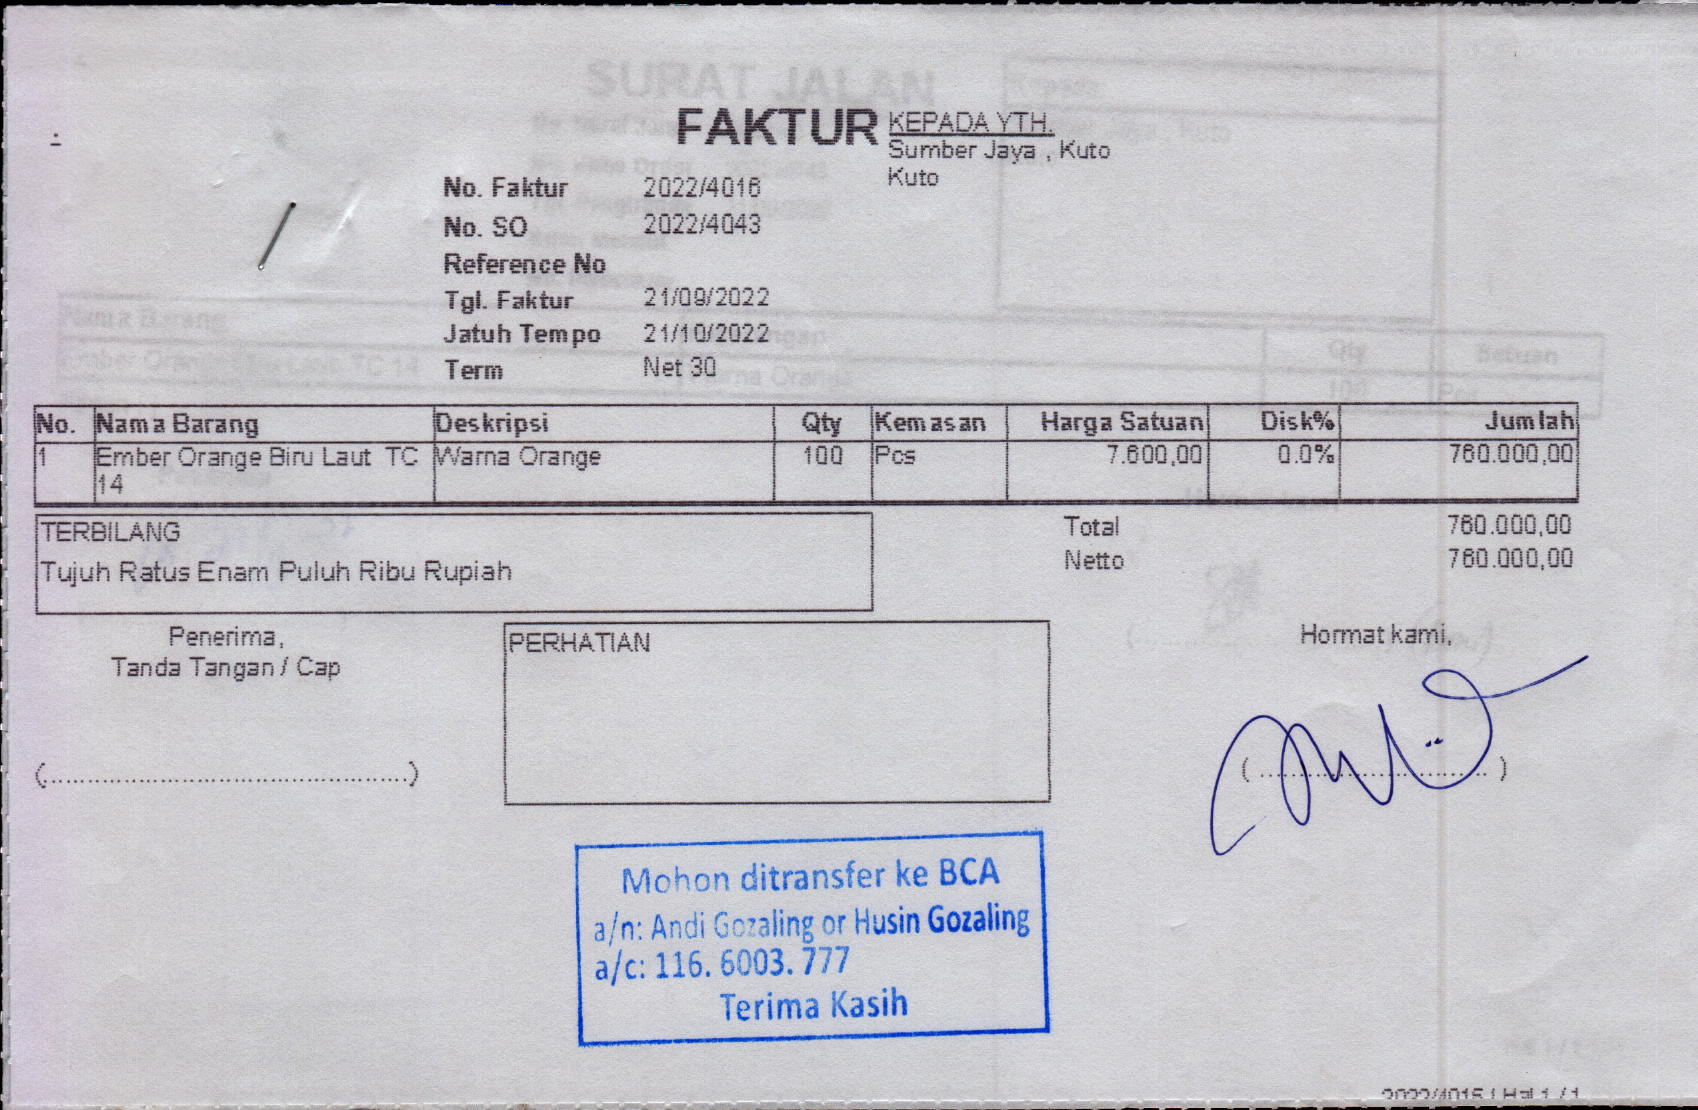 SURAT JALAN
FAKTUR
KEPADA YTH.
Sumber Jaya , Kuto
Kuto
No. Faktur 2022/4016
No. SO 2022/4043
Reference No
Tgl. Faktur 21/09/2022
Jatuh Tempo 21/10/2022
Term Net 30
No. Nama Barang Deskripsi Qty Kemasan Harga Satuan Disk% Jumlah
1 Ember Orange Biru Laut TC Warna Orange 100 Pcs 7.600,00 0.0% 760.000,00
14
TERBILANG
Tujuh Ratus Enam Puluh Ribu Rupiah
Total 760.000,00
Netto 760.000,00
Penerima,
Tanda Tangan / Cap
(............................................)
PERHATIAN
Hormat kami,
(............................)
Mohon ditransfer ke BCA
a/n: Andi Gozaling or Husin Gozaling
a/c: 116. 6003. 777
Terima Kasih
Hal 1 / 1